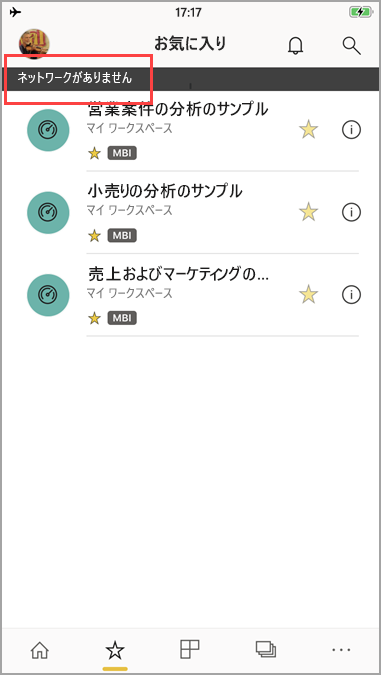 17:17
お気に入り
ネットワークがありません
営業案件の分析のサンプル
マイ ワークスペース
MBI
小売りの分析のサンプル
マイ ワークスペース
MBI
売上およびマーケティングの...
マイ ワークスペース
MBI